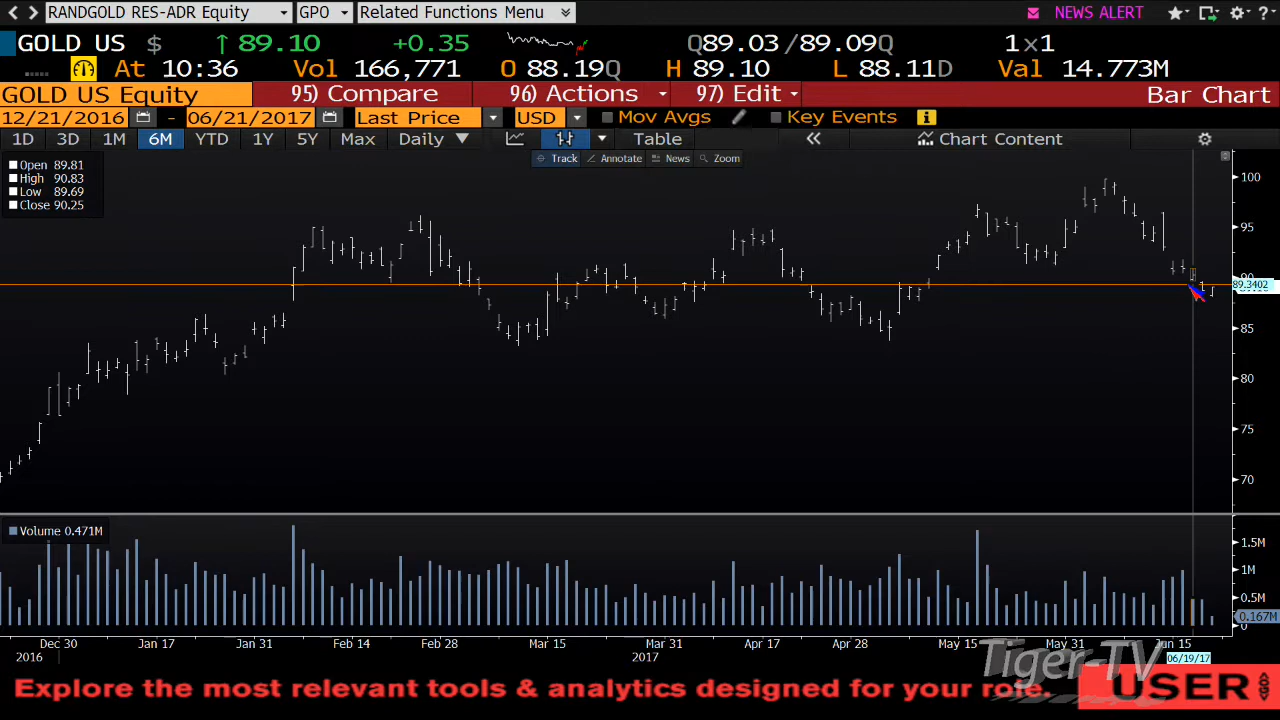 RANDGOLD RES-ADR Equity GPO Related Functions Menu NEWS ALERT
GOLD US $ ↑ 89.10 +0.35 Q89.03 / 89.09Q 1×1
At 10:36 Vol 166,771 O 88.19Q H 89.10 L 88.11D Val 14.773M
GOLD US Equity 95) Compare 96) Actions 97) Edit Bar Chart
12/21/2016 - 06/21/2017 Last Price USD Mov Avgs Key Events
1D 3D 1M 6M YTD 1Y 5Y Max Daily Table « Chart Content
Track Annotate News Zoom
Open 89.81
High 90.83
Low 89.69
Close 90.25
100
95
90
89.3402
85
80
75
70
Volume 0.471M
1.5M
1M
0.5M
0.167M
0
Dec 30 Jan 17 Jan 31 Feb 14 Feb 28 Mar 15 Mar 31 Apr 17 Apr 28 May 15 May 31 Jun 15
2016 2017 06/19/17
Tiger-TV
Explore the most relevant tools & analytics designed for your role. USER